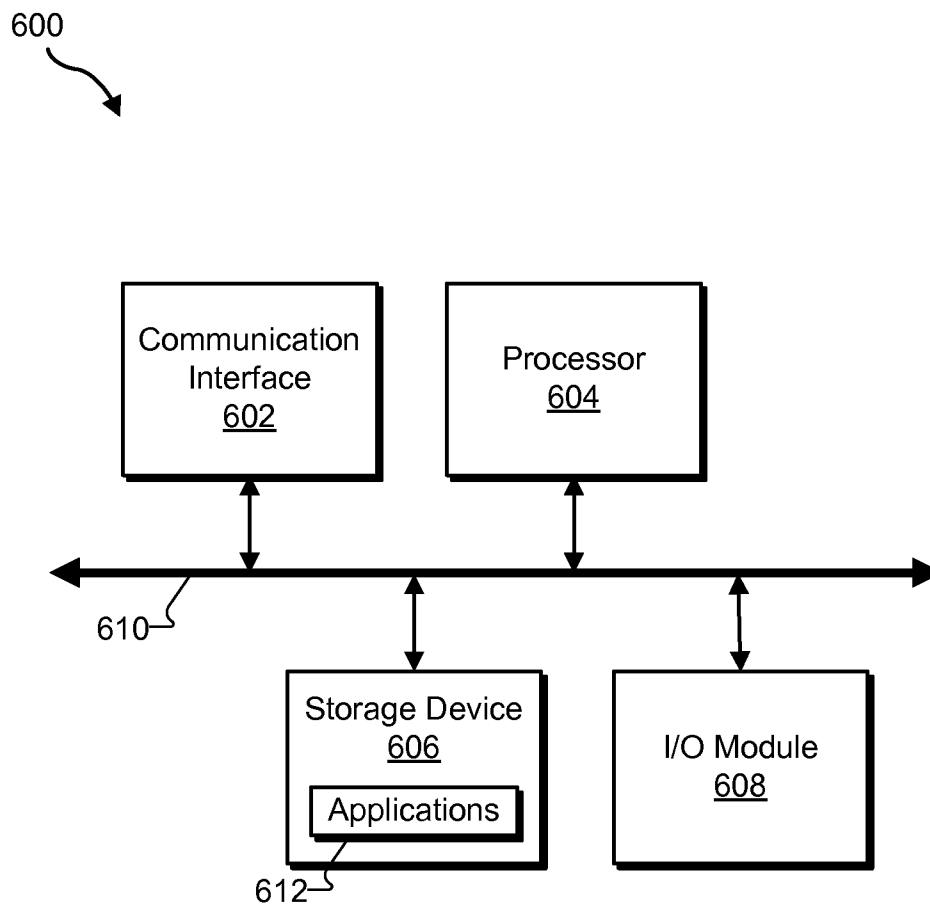 600
Communication
Interface
602
Processor
604
610
Storage Device
606
Applications
612
I/O Module
608